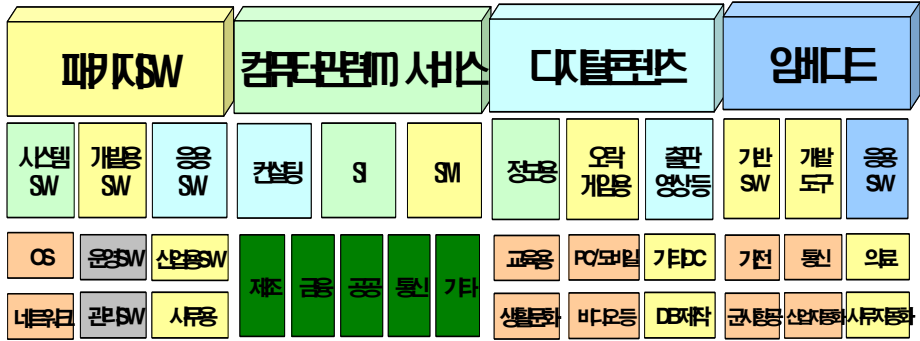 패키지SW 컴퓨터관련IT 서비스 디지털콘텐츠 임베디드
시스템 SW
개발용 SW
응용 SW
컨설팅
SI
SM
정보용
오락 게임용
출판 영상등
기반 SW
개발 도구
응용 SW
OS 운영SW 산업용SW
제조 금융 공공 통신 기타
교육용 PC/모바일 기타DC 가전 통신 의료
네트워크 관리SW 사무용
생활문화 비디오등 DB제작 군사항공 산업자동화 사무자동화